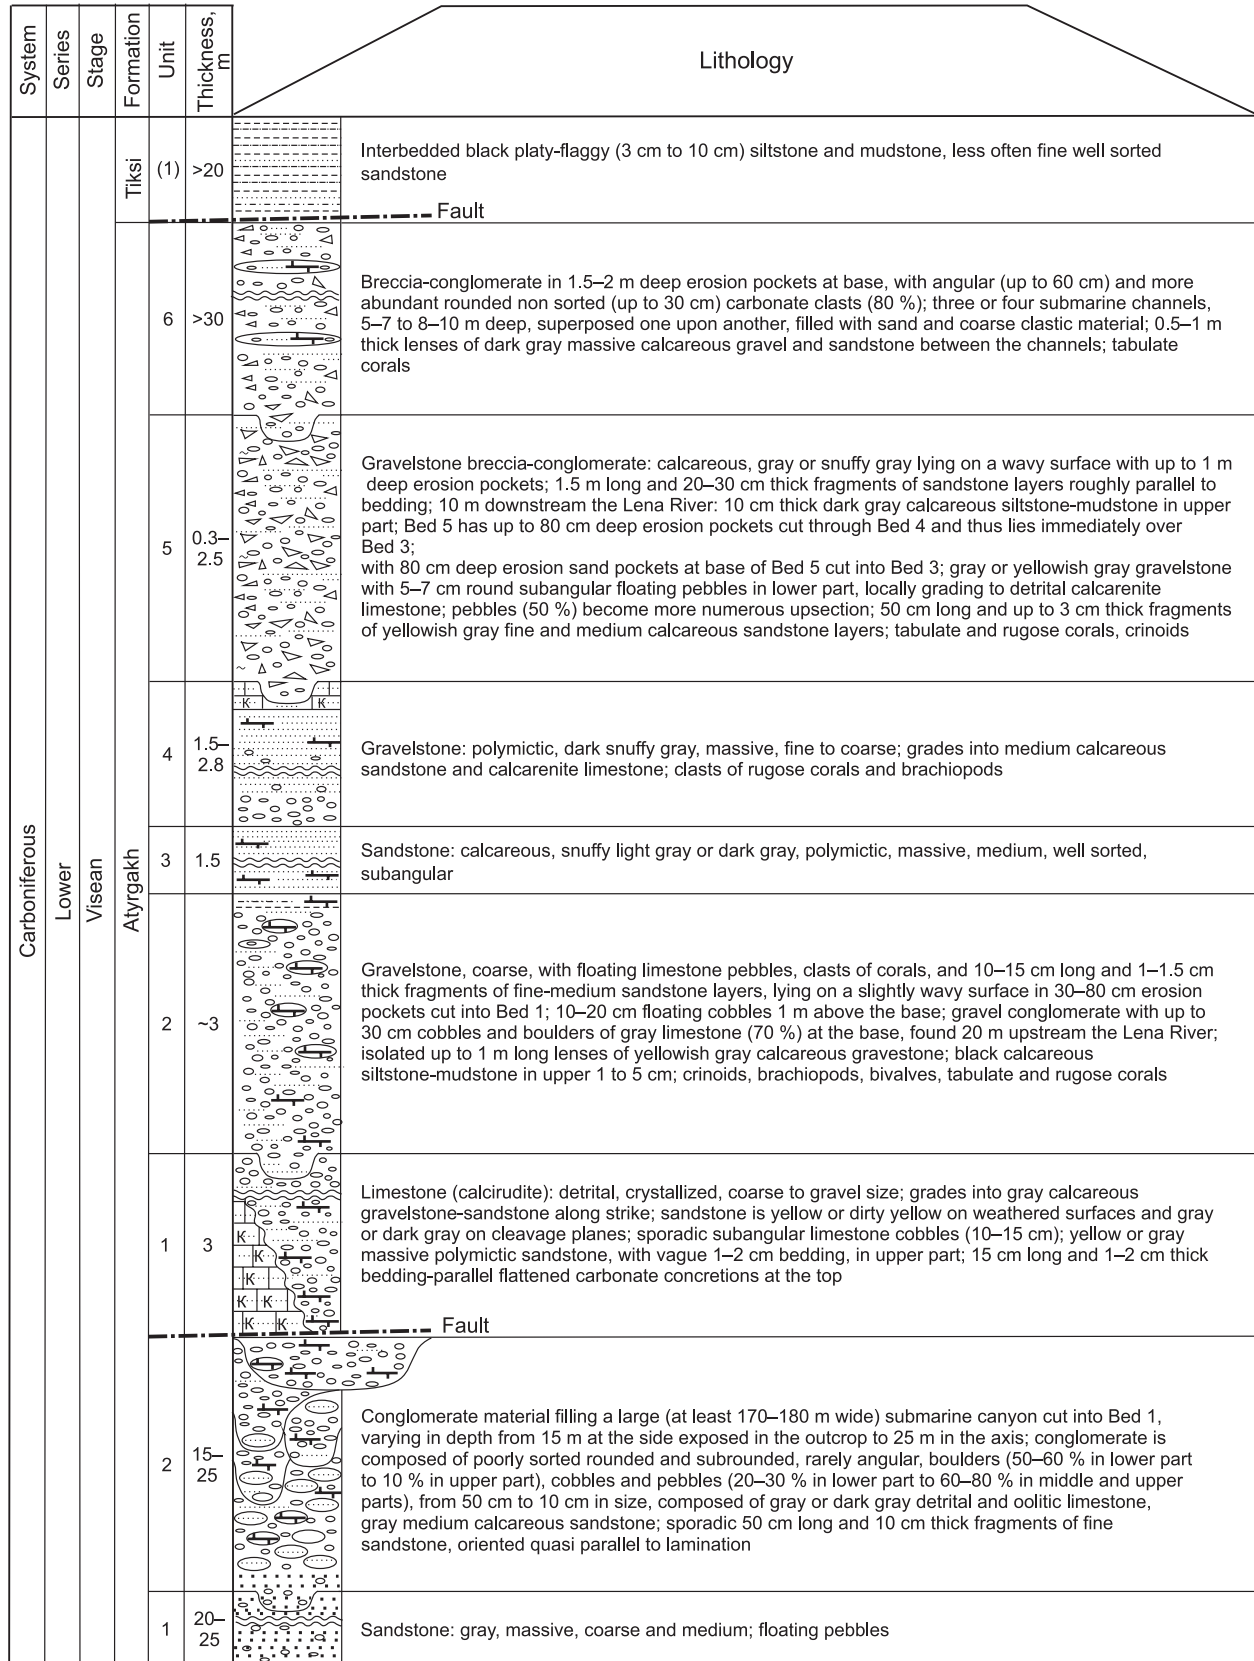 System
Series
Stage
Formation
Unit
Thickness,
m
Lithology
Carboniferous
Lower
Visean
Tiksi
(1)
>20
Interbedded black platy-flaggy (3 cm to 10 cm) siltstone and mudstone, less often fine well sorted
sandstone
Fault
Atyrgakh
6
>30
Breccia-conglomerate in 1.5–2 m deep erosion pockets at base, with angular (up to 60 cm) and more
abundant rounded non sorted (up to 30 cm) carbonate clasts (80 %); three or four submarine channels,
5–7 to 8–10 m deep, superposed one upon another, filled with sand and coarse clastic material; 0.5–1 m
thick lenses of dark gray massive calcareous gravel and sandstone between the channels; tabulate
corals
5
0.3–
2.5
Gravelstone breccia-conglomerate: calcareous, gray or snuffy gray lying on a wavy surface with up to 1 m
deep erosion pockets; 1.5 m long and 20–30 cm thick fragments of sandstone layers roughly parallel to
bedding; 10 m downstream the Lena River: 10 cm thick dark gray calcareous siltstone-mudstone in upper
part; Bed 5 has up to 80 cm deep erosion pockets cut through Bed 4 and thus lies immediately over
Bed 3;
with 80 cm deep erosion sand pockets at base of Bed 5 cut into Bed 3; gray or yellowish gray gravelstone
with 5–7 cm round subangular floating pebbles in lower part, locally grading to detrital calcarenite
limestone; pebbles (50 %) become more numerous upsection; 50 cm long and up to 3 cm thick fragments
of yellowish gray fine and medium calcareous sandstone layers; tabulate and rugose corals, crinoids
K K
4
1.5–
2.8
Gravelstone: polymictic, dark snuffy gray, massive, fine to coarse; grades into medium calcareous
sandstone and calcarenite limestone; clasts of rugose corals and brachiopods
3
1.5
Sandstone: calcareous, snuffy light gray or dark gray, polymictic, massive, medium, well sorted,
subangular
2
~3
Gravelstone, coarse, with floating limestone pebbles, clasts of corals, and 10–15 cm long and 1–1.5 cm
thick fragments of fine-medium sandstone layers, lying on a slightly wavy surface in 30–80 cm erosion
pockets cut into Bed 1; 10–20 cm floating cobbles 1 m above the base; gravel conglomerate with up to
30 cm cobbles and boulders of gray limestone (70 %) at the base, found 20 m upstream the Lena River;
isolated up to 1 m long lenses of yellowish gray calcareous gravestone; black calcareous
siltstone-mudstone in upper 1 to 5 cm; crinoids, brachiopods, bivalves, tabulate and rugose corals
1
3
K
K
K
K K
K K
Limestone (calcirudite): detrital, crystallized, coarse to gravel size; grades into gray calcareous
gravelstone-sandstone along strike; sandstone is yellow or dirty yellow on weathered surfaces and gray
or dark gray on cleavage planes; sporadic subangular limestone cobbles (10–15 cm); yellow or gray
massive polymictic sandstone, with vague 1–2 cm bedding, in upper part; 15 cm long and 1–2 cm thick
bedding-parallel flattened carbonate concretions at the top
Fault
2
15–
25
Conglomerate material filling a large (at least 170–180 m wide) submarine canyon cut into Bed 1,
varying in depth from 15 m at the side exposed in the outcrop to 25 m in the axis; conglomerate is
composed of poorly sorted rounded and subrounded, rarely angular, boulders (50–60 % in lower part
to 10 % in upper part), cobbles and pebbles (20–30 % in lower part to 60–80 % in middle and upper
parts), from 50 cm to 10 cm in size, composed of gray or dark gray detrital and oolitic limestone,
gray medium calcareous sandstone; sporadic 50 cm long and 10 cm thick fragments of fine
sandstone, oriented quasi parallel to lamination
1
20–
25
Sandstone: gray, massive, coarse and medium; floating pebbles